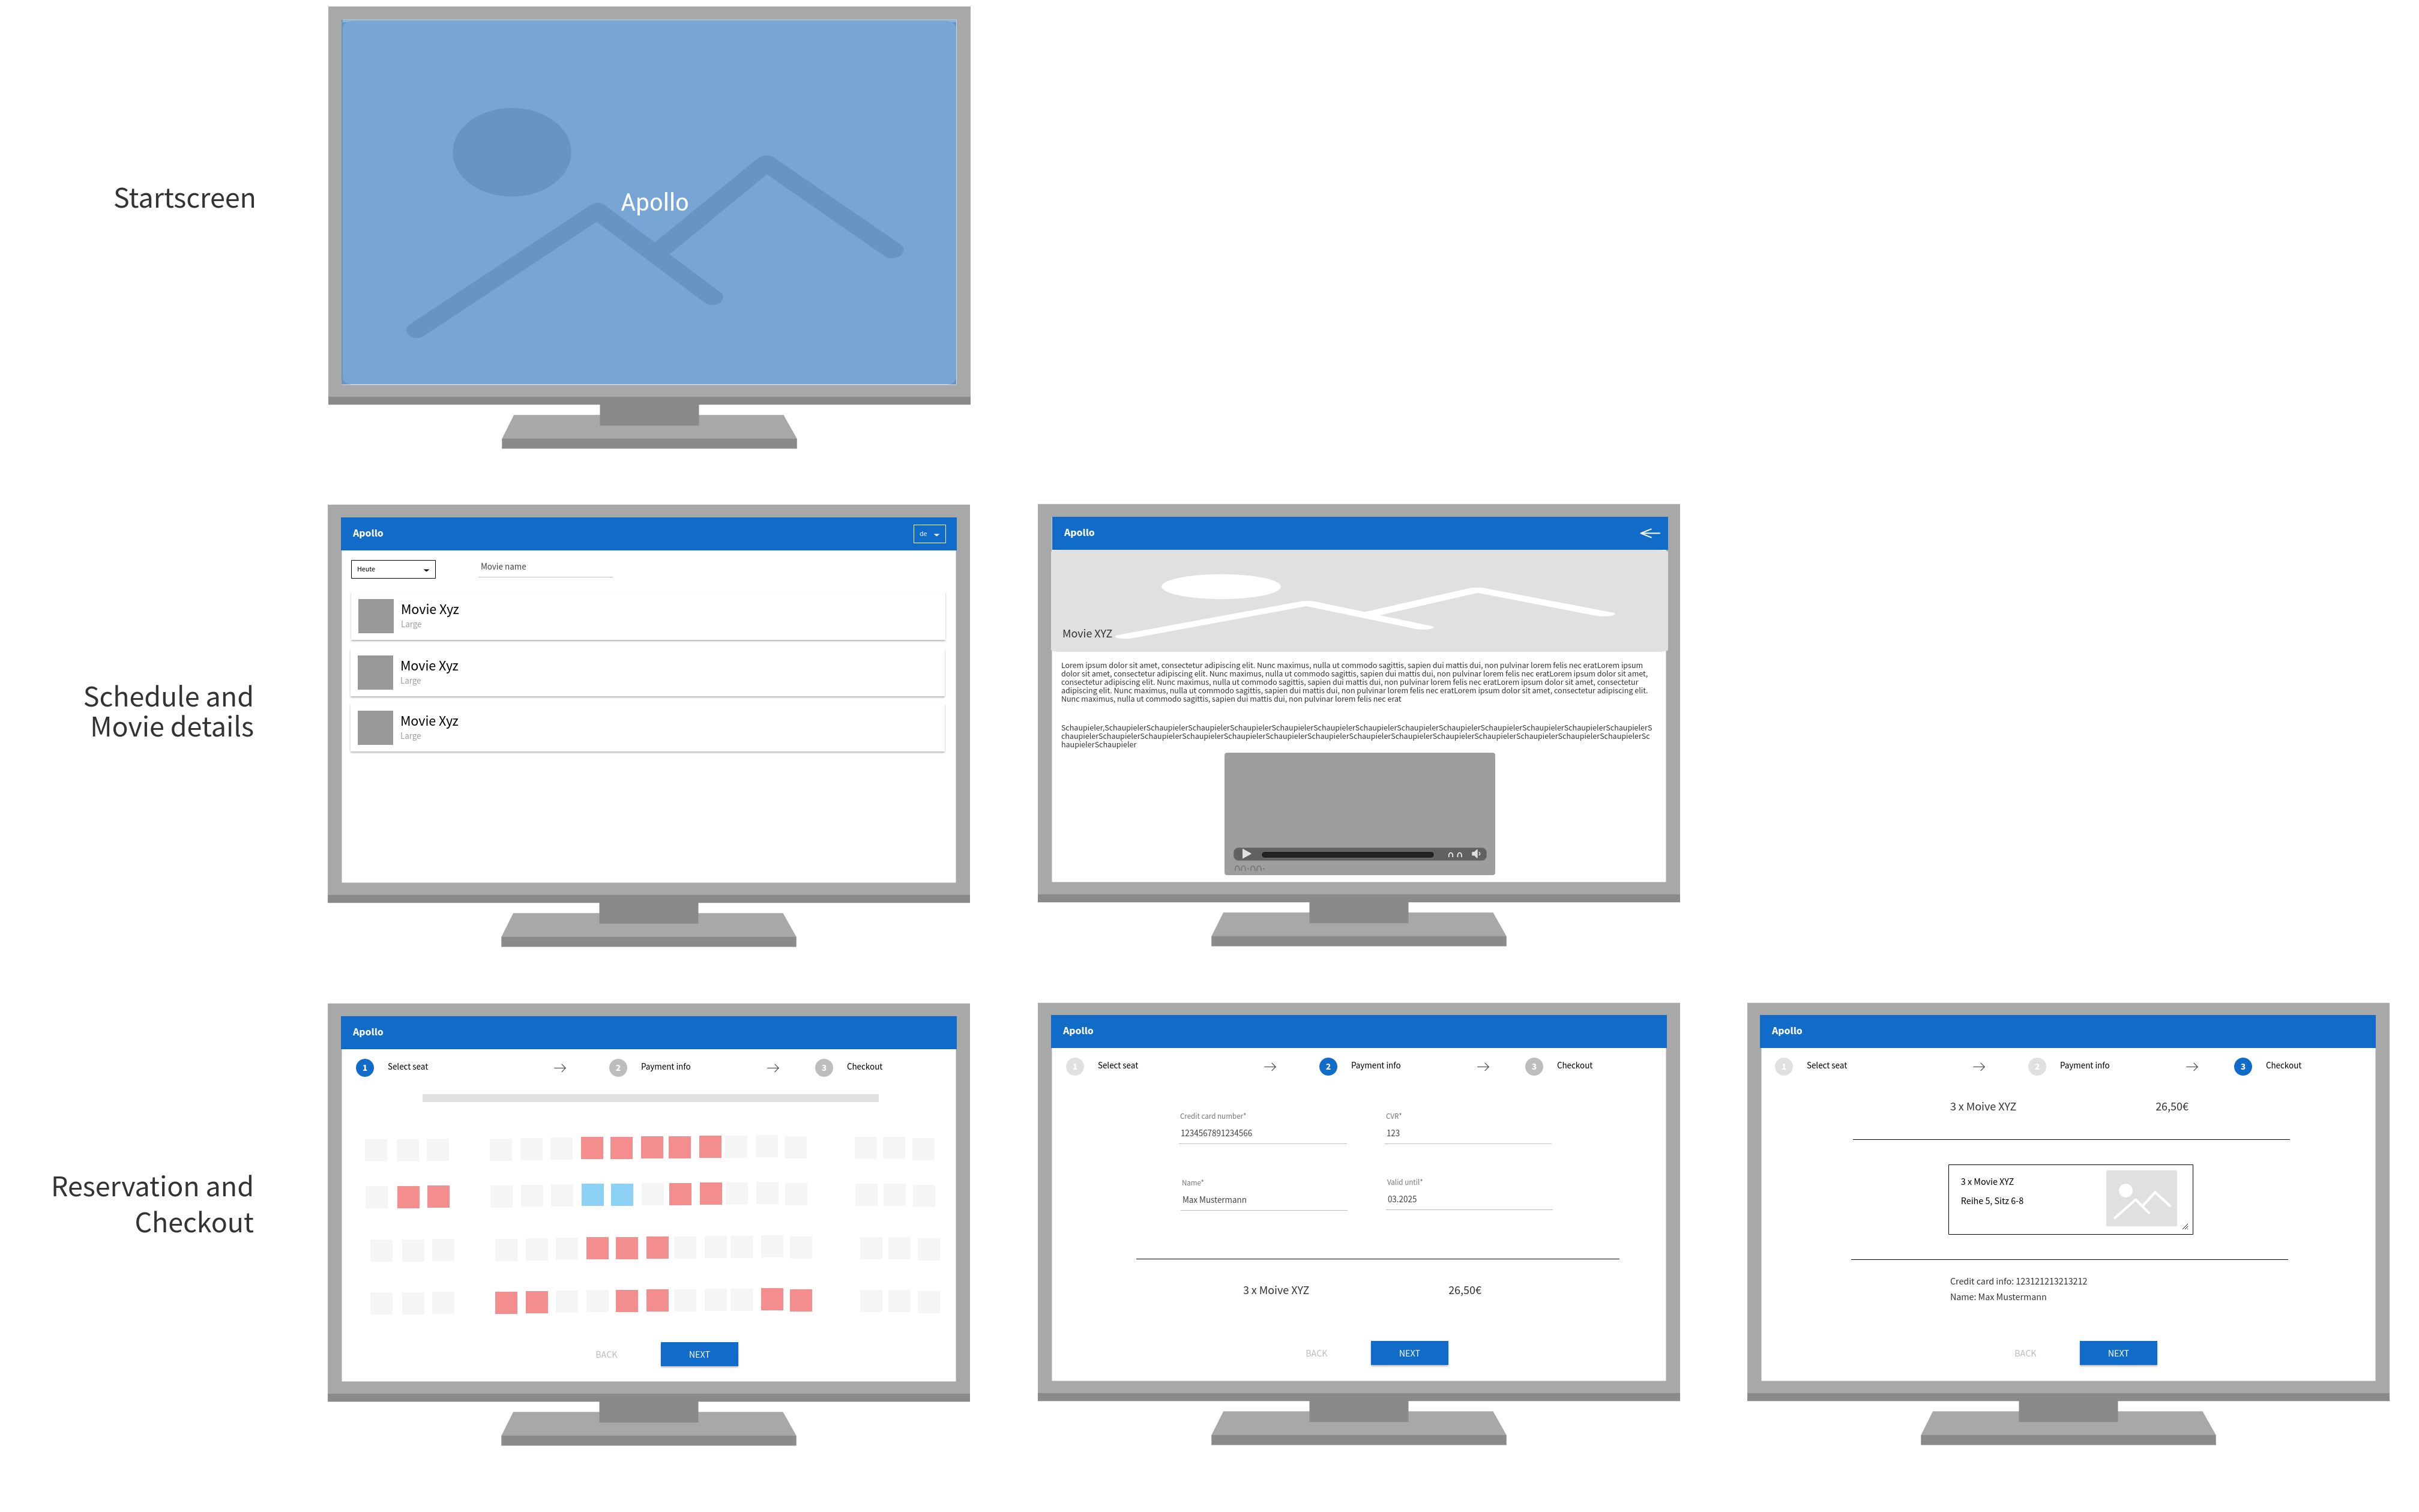 Startscreen
Apollo
Schedule and
Movie details
Apollo
de
Heute
Movie name
Movie Xyz
Large
Movie Xyz
Large
Movie Xyz
Large
Apollo
Movie XYZ
Lorem ipsum dolor sit amet, consectetur adipiscing elit. Nunc maximus, nulla ut commodo sagittis, sapien dui mattis dui, non pulvinar lorem felis nec eratLorem ipsum
dolor sit amet, consectetur adipiscing elit. Nunc maximus, nulla ut commodo sagittis, sapien dui mattis dui, non pulvinar lorem felis nec eratLorem ipsum dolor sit amet,
consectetur adipiscing elit. Nunc maximus, nulla ut commodo sagittis, sapien dui mattis dui, non pulvinar lorem felis nec eratLorem ipsum dolor sit amet, consectetur
adipiscing elit. Nunc maximus, nulla ut commodo sagittis, sapien dui mattis dui, non pulvinar lorem felis nec eratLorem ipsum dolor sit amet, consectetur adipiscing elit.
Nunc maximus, nulla ut commodo sagittis, sapien dui mattis dui, non pulvinar lorem felis nec erat
Schaupieler,SchaupielerSchaupielerSchaupielerSchaupielerSchaupielerSchaupielerSchaupielerSchaupielerSchaupielerSchaupielerSchaupielerSchaupielerSchaupielerS
chaupielerSchaupielerSchaupielerSchaupielerSchaupielerSchaupielerSchaupielerSchaupielerSchaupielerSchaupielerSchaupielerSchaupielerSchaupielerSchaupielerSc
haupielerSchaupieler
Reservation and
Checkout
Apollo
1 Select seat → 2 Payment info → 3 Checkout
BACK NEXT
Apollo
1 Select seat → 2 Payment info → 3 Checkout
Credit card number* CVR*
1234567891234566 123
Name* Valid until*
Max Mustermann 03.2025
3 x Moive XYZ 26,50€
BACK NEXT
Apollo
1 Select seat → 2 Payment info → 3 Checkout
3 x Moive XYZ 26,50€
3 x Movie XYZ
Reihe 5, Sitz 6-8
Credit card info: 123121213213212
Name: Max Mustermann
BACK NEXT